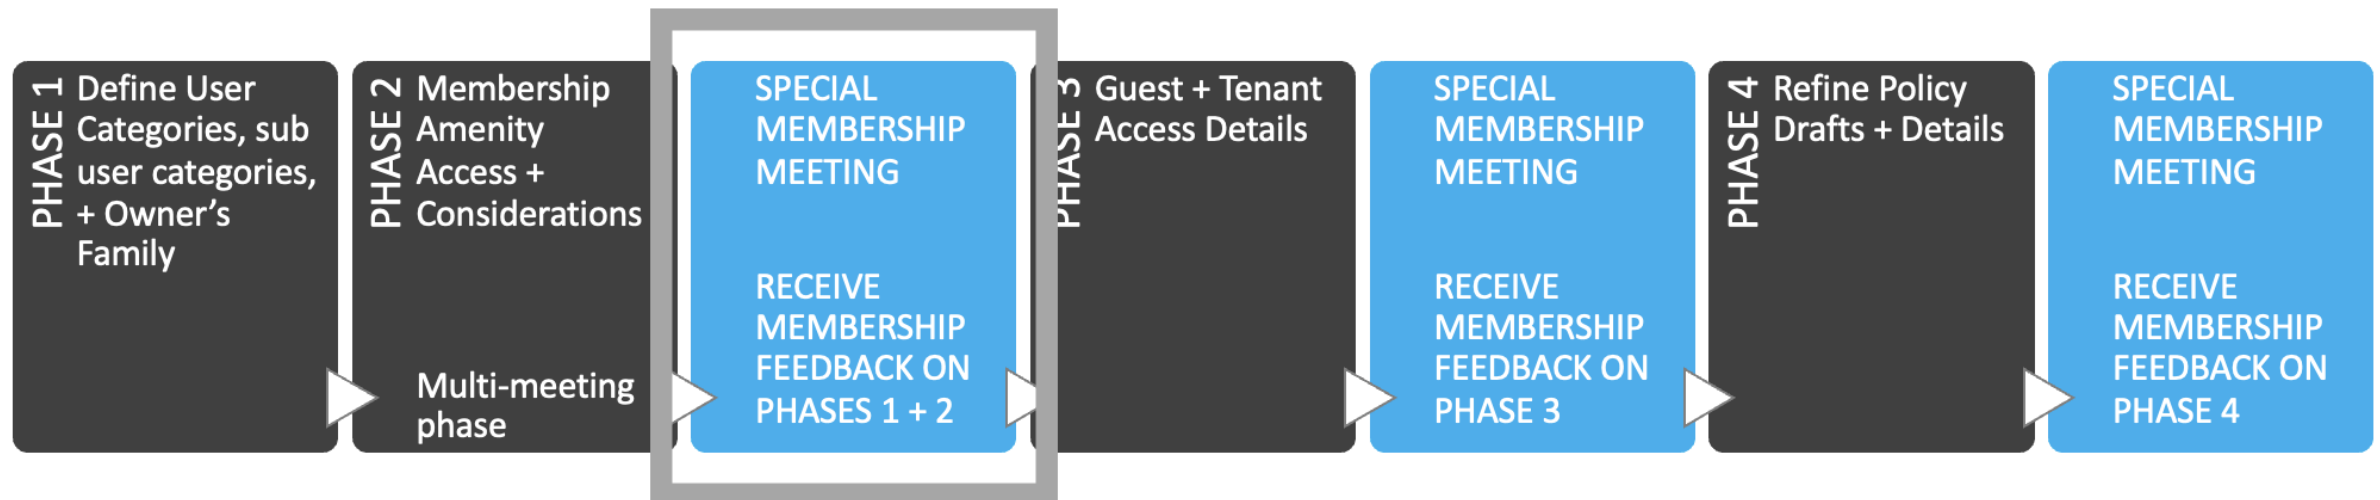 PHASE 1
Define User
Categories, sub
user categories,
+ Owner's
Family
PHASE 2
Membership
Amenity
Access +
Considerations
Multi-meeting
phase
SPECIAL
MEMBERSHIP
MEETING
RECEIVE
MEMBERSHIP
FEEDBACK ON
PHASES 1 + 2
PHASE 3
Guest + Tenant
Access Details
SPECIAL
MEMBERSHIP
MEETING
RECEIVE
MEMBERSHIP
FEEDBACK ON
PHASE 3
PHASE 4
Refine Policy
Drafts + Details
SPECIAL
MEMBERSHIP
MEETING
RECEIVE
MEMBERSHIP
FEEDBACK ON
PHASE 4